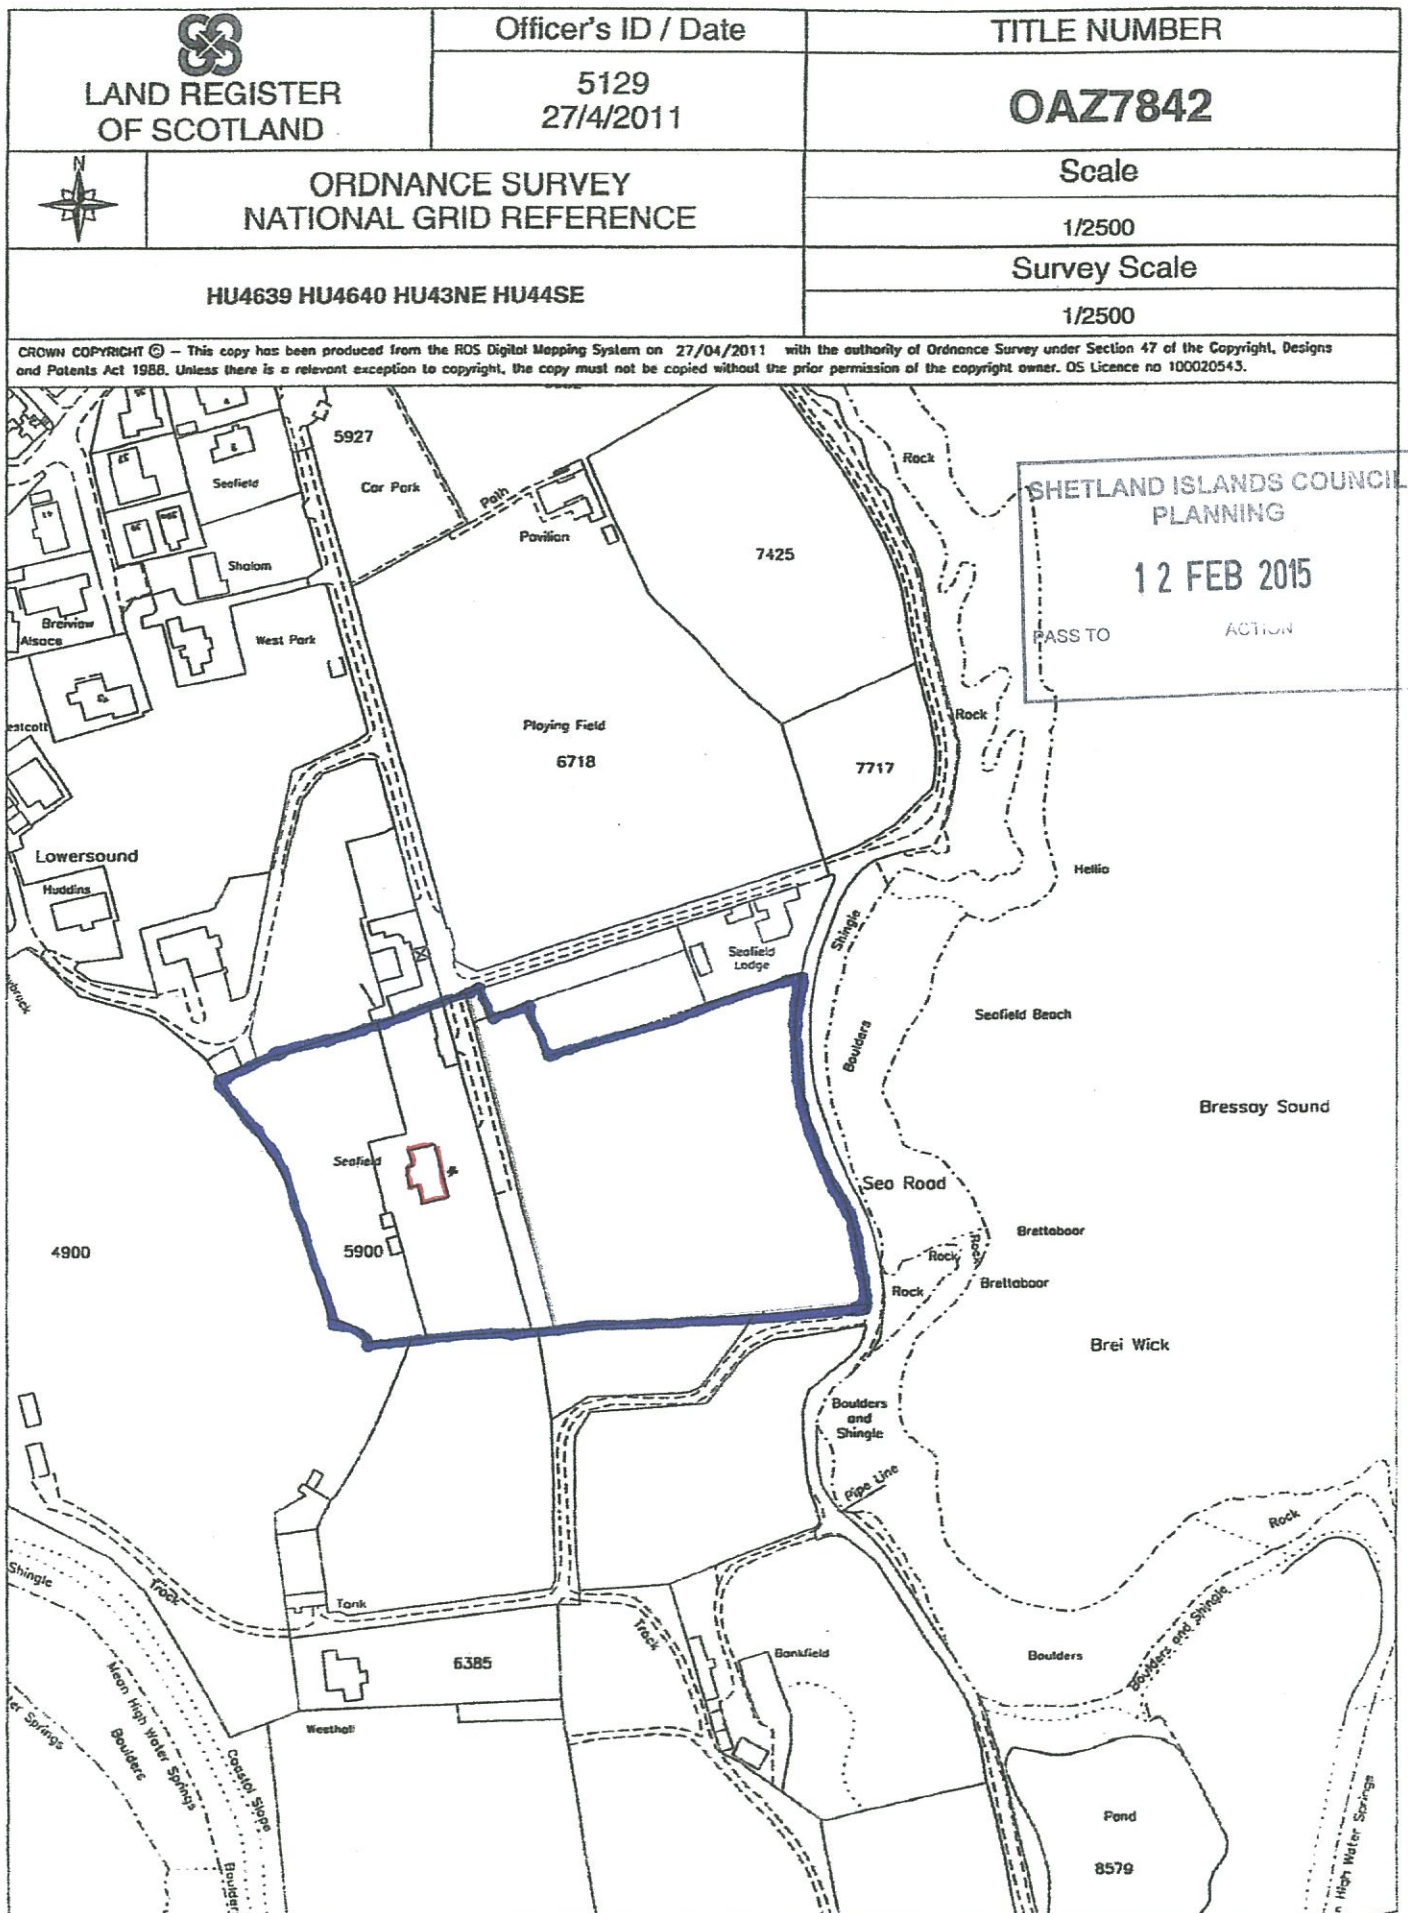 LAND REGISTER
OF SCOTLAND
Officer's ID / Date
5129
27/4/2011
TITLE NUMBER
OAZ7842
N
ORDNANCE SURVEY
NATIONAL GRID REFERENCE
Scale
1/2500
HU4639 HU4640 HU43NE HU44SE
Survey Scale
1/2500
CROWN COPYRIGHT © – This copy has been produced from the ROS Digital Mapping System on 27/04/2011 with the authority of Ordnance Survey under Section 47 of the Copyright, Designs
and Patents Act 1988. Unless there is a relevant exception to copyright, the copy must not be copied without the prior permission of the copyright owner. OS Licence no 100020543.
SHETLAND ISLANDS COUNCIL
PLANNING
12 FEB 2015
PASS TO
ACTION
5927
Car Park
Path
Pavilion
7425
Rock
Seafield
Shalom
West Park
Breiview
Alsace
Playing Field
6718
7717
Rock
Lowersound
Huddins
Hellia
Seafield
Lodge
Shingle
Boulders
Seafield Beach
Bressay Sound
Seafield
5900
4900
Sea Road
Brettaboor
Rock
Rock
Rock
Brettaboor
Brei Wick
Boulders
and
Shingle
Pipe Line
Rock
Shingle
Track
Tank
Track
6385
Westhall
Bankfield
Boulders
Boulders and Shingle
Mean High Water Springs
Boulders
Coastal Slope
Boulder
Pond
8579
High Water Springs